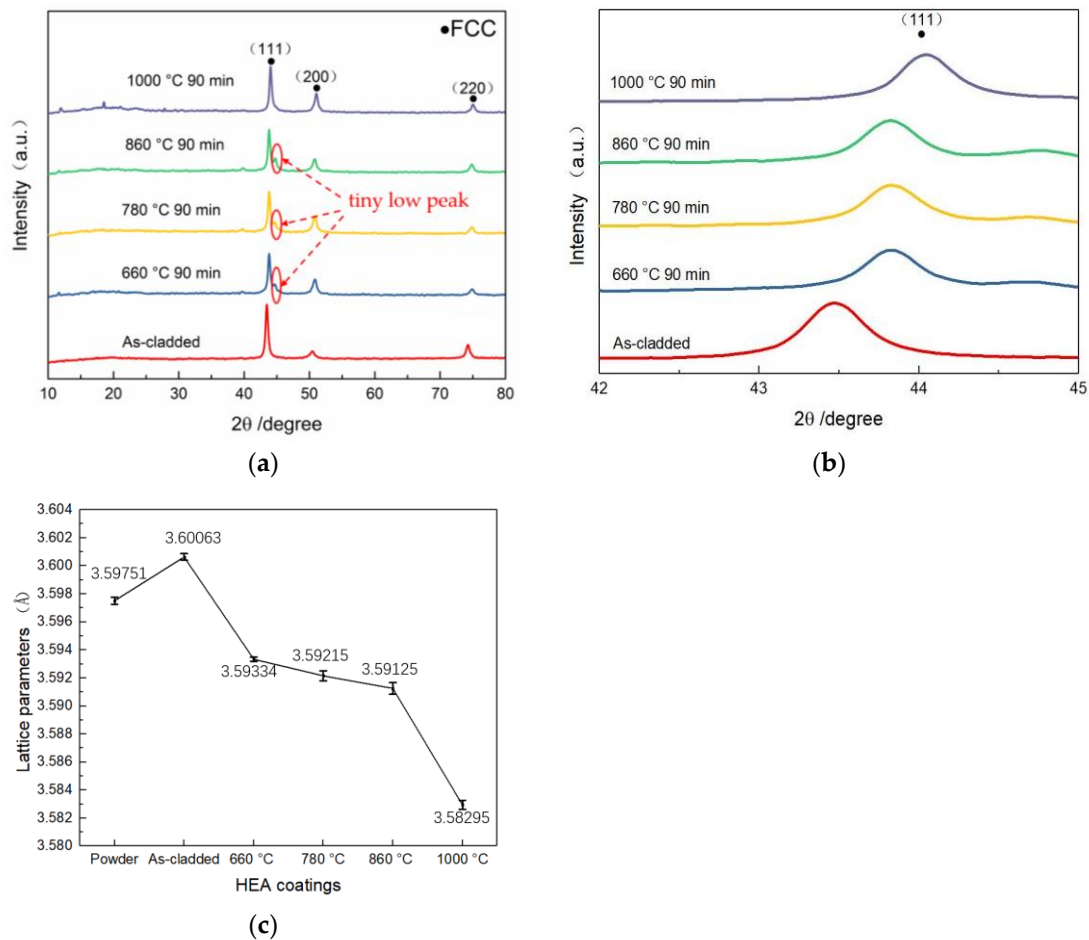 ●FCC
（111）
（200）
（220）
1000 °C 90 min
860 °C 90 min
tiny low peak
780 °C 90 min
660 °C 90 min
As-cladded
Intensity（a.u.）
10 20 30 40 50 60 70 80
2θ /degree
(a)
（111）
1000 °C 90 min
860 °C 90 min
780 °C 90 min
660 °C 90 min
As-cladded
Intensity（a.u.）
42 43 44 45
2θ /degree
(b)
3.604
3.602
3.600
3.598
3.596
3.594
3.592
3.590
3.588
3.586
3.584
3.582
3.580
Lattice parameters（Å）
3.59751
3.60063
3.59334
3.59215
3.59125
3.58295
Powder As-cladded 660 °C 780 °C 860 °C 1000 °C
HEA coatings
(c)